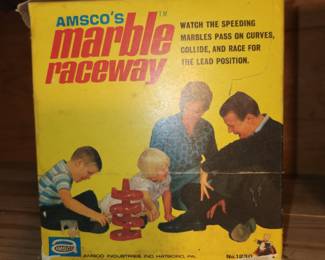 AMSCO'S
marble
raceway
TM
WATCH THE SPEEDING
MARBLES PASS ON CURVES,
COLLIDE, AND RACE FOR
THE LEAD POSITION.
AMSCO INDUSTRIES INC. HATBORO, PA.